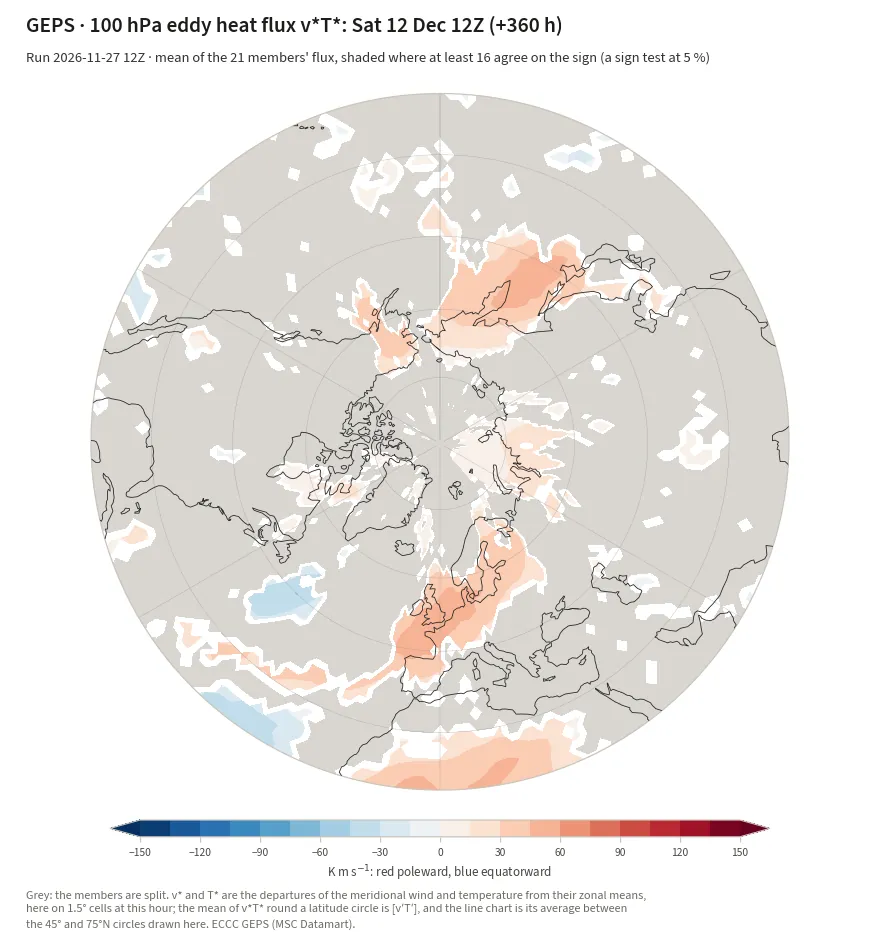 GEPS · 100 hPa eddy heat flux v*T*: Sat 12 Dec 12Z (+360 h)
Run 2026-11-27 12Z · mean of the 21 members' flux, shaded where at least 16 agree on the sign (a sign test at 5 %)
−150 −120 −90 −60 −30 0 30 60 90 120 150
K m s⁻¹: red poleward, blue equatorward
Grey: the members are split. v* and T* are the departures of the meridional wind and temperature from their zonal means,
here on 1.5° cells at this hour; the mean of v*T* round a latitude circle is [v'T'], and the line chart is its average between
the 45° and 75°N circles drawn here. ECCC GEPS (MSC Datamart).